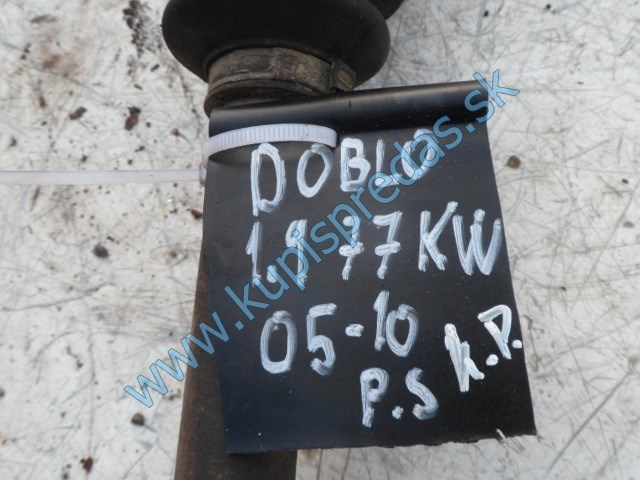 DOBLO
1,9 77KW
05-10
P.S K.P.
www.kupispredas.sk